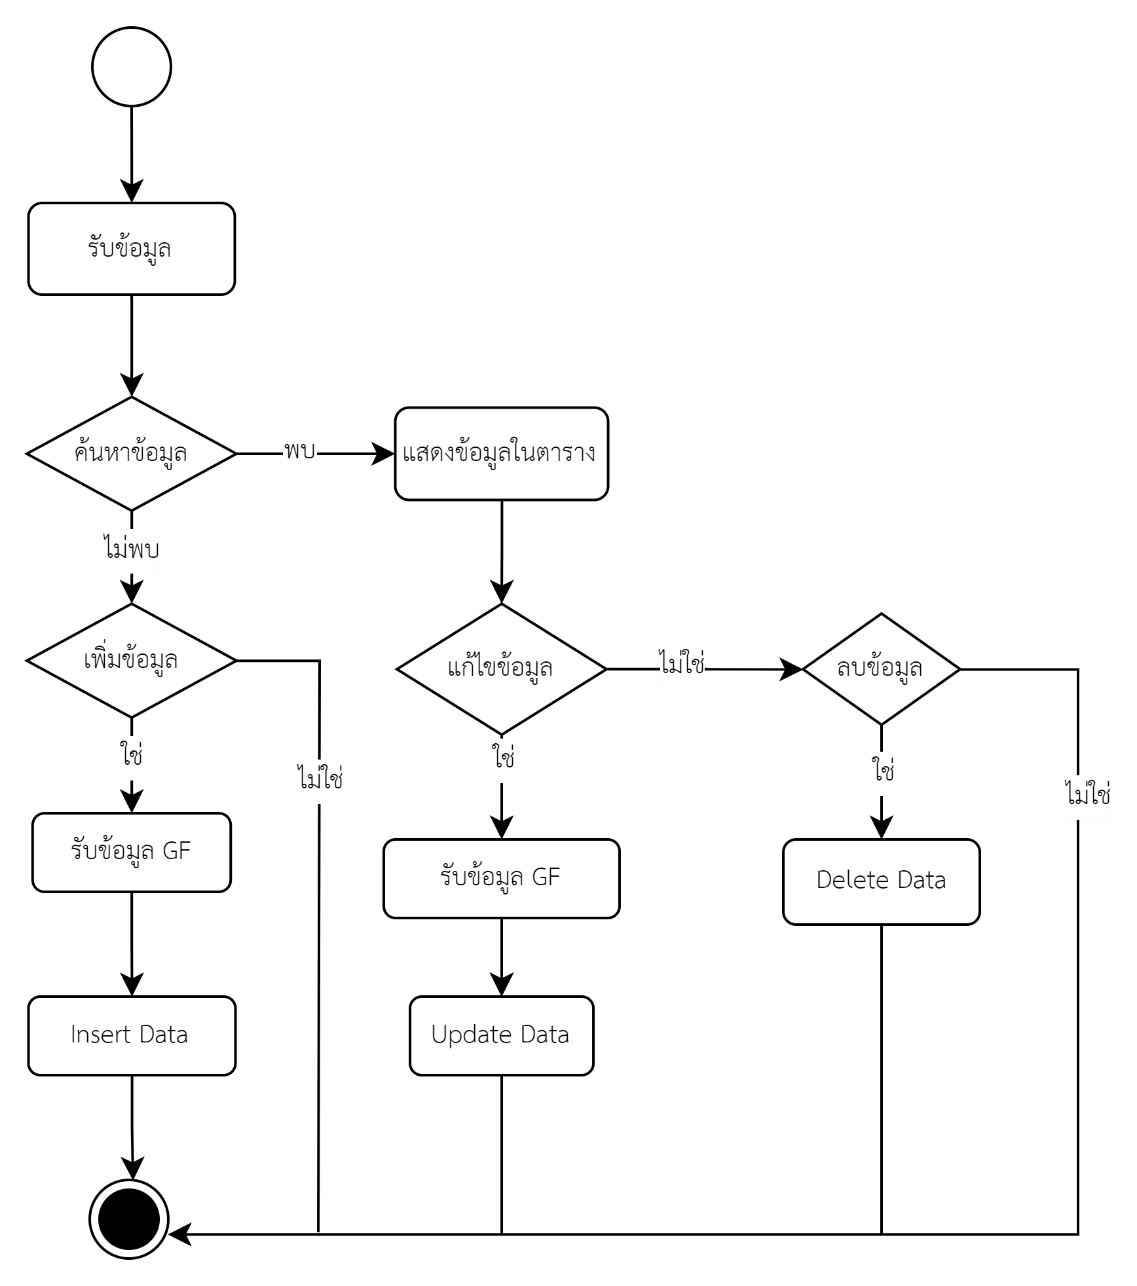 รับข้อมูล
ค้นหาข้อมูล
พบ
แสดงข้อมูลในตาราง
ไม่พบ
เพิ่มข้อมูล
แก้ไขข้อมูล
ไม่ใช่
ลบข้อมูล
ใช่
ไม่ใช่
ใช่
ใช่
ไม่ใช่
รับข้อมูล GF
รับข้อมูล GF
Delete Data
Insert Data
Update Data